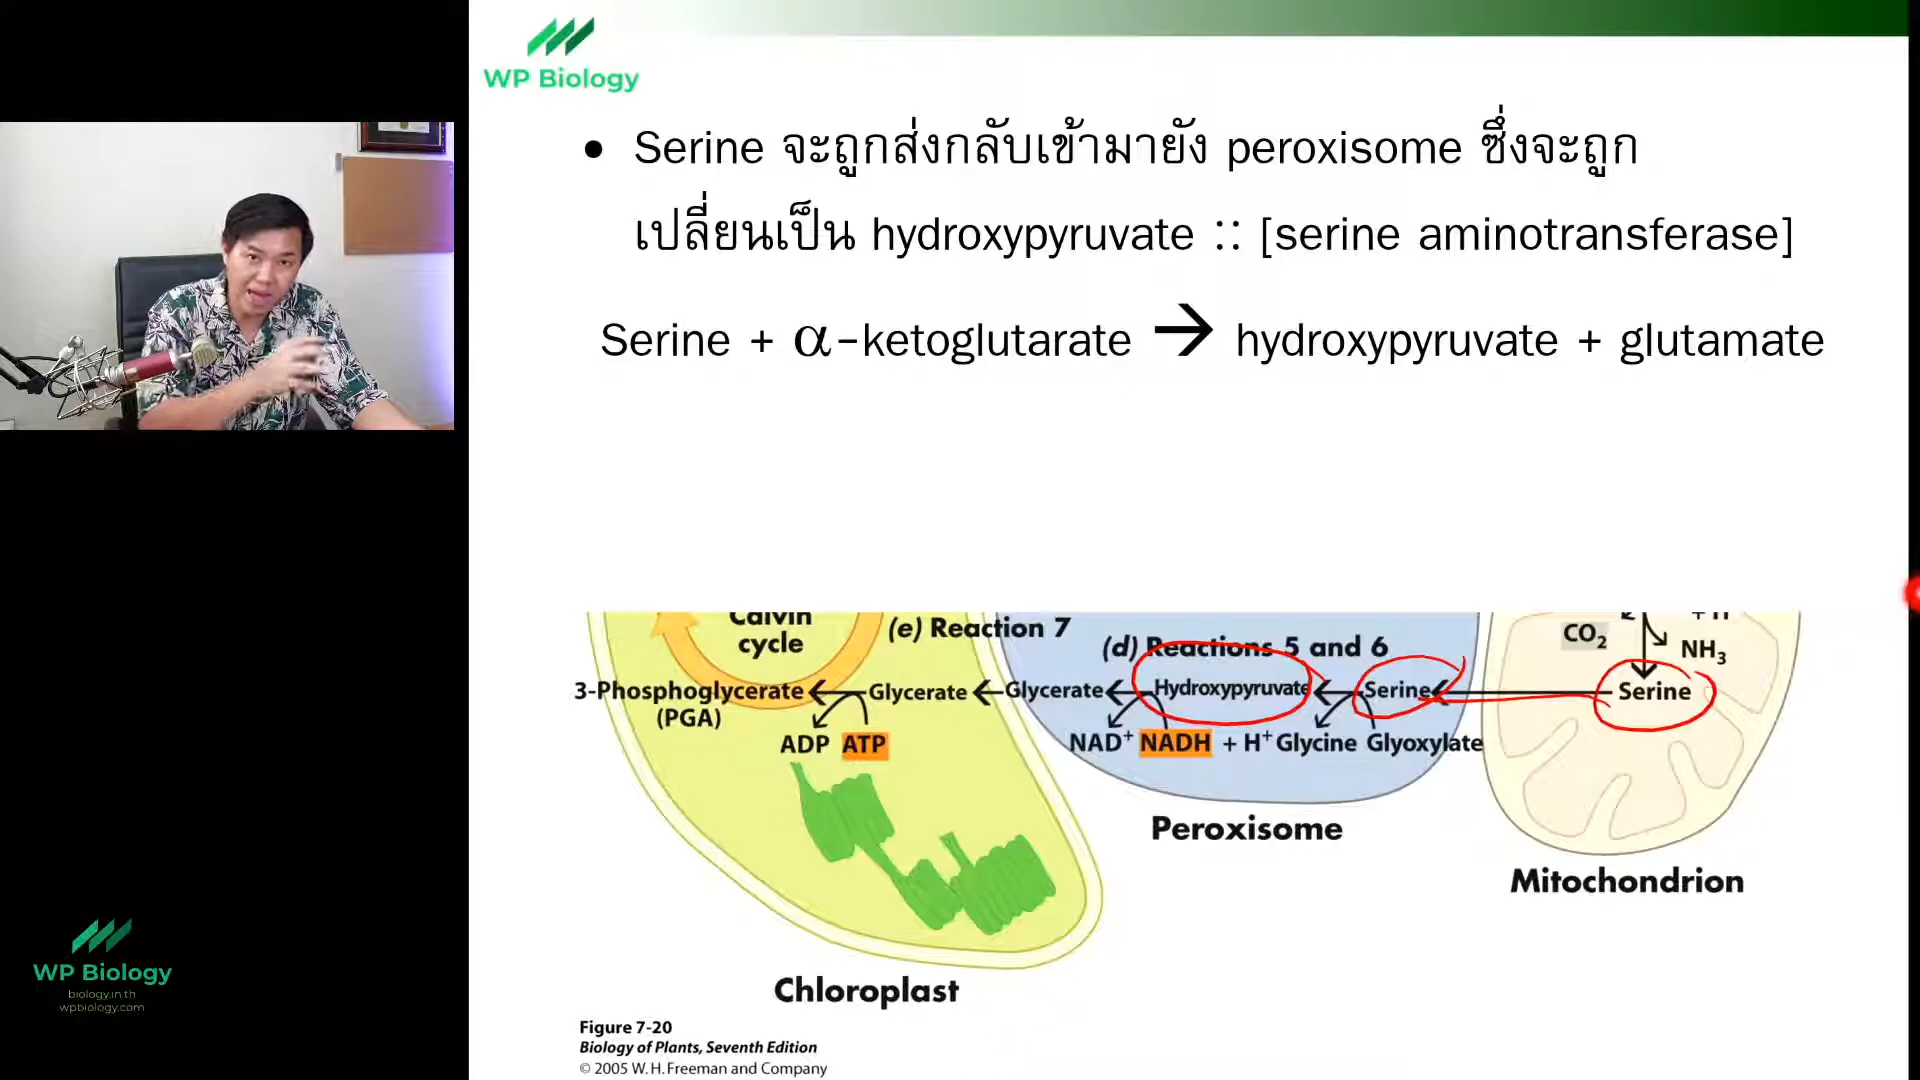 WP Biology
• Serine จะถูกส่งกลับเข้ามายัง peroxisome ซึ่งจะถูก
เปลี่ยนเป็น hydroxypyruvate :: [serine aminotransferase]
Serine + α-ketoglutarate → hydroxypyruvate + glutamate
Calvin
cycle
(e) Reaction 7
(d) Reactions 5 and 6
CO2
NH3
3-Phosphoglycerate
(PGA)
Glycerate
Glycerate
Hydroxypyruvate
Serine
Serine
ADP ATP
NAD+ NADH + H+ Glycine Glyoxylate
Peroxisome
Mitochondrion
Chloroplast
Figure 7-20
Biology of Plants, Seventh Edition
© 2005 W. H. Freeman and Company
WP Biology
biology.in.th
wpbiology.com